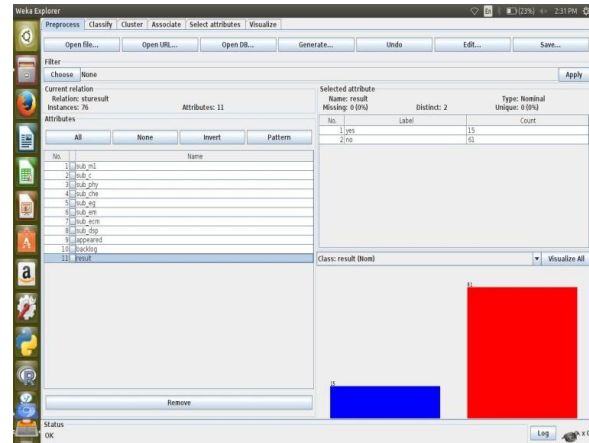 Weka Explorer
En (23%) 2:31 PM
Preprocess Classify Cluster Associate Select attributes Visualize
Open file... Open URL... Open DB... Generate... Undo Edit... Save...
Filter
Choose None Apply
Current relation
Relation: sturesult
Instances: 76 Attributes: 11
Attributes
All None Invert Pattern
No. Name
1 sub_m1
2 sub_c
3 sub_phy
4 sub_che
5 sub_eg
6 sub_em
7 sub_ecm
8 sub_dsp
9 appeared
10 backlog
11 result
Remove
Selected attribute
Name: result Type: Nominal
Missing: 0 (0%) Distinct: 2 Unique: 0 (0%)
No. Label Count
1 yes 15
2 no 61
Class: result (Nom) Visualize All
61
15
Status
OK Log x 0